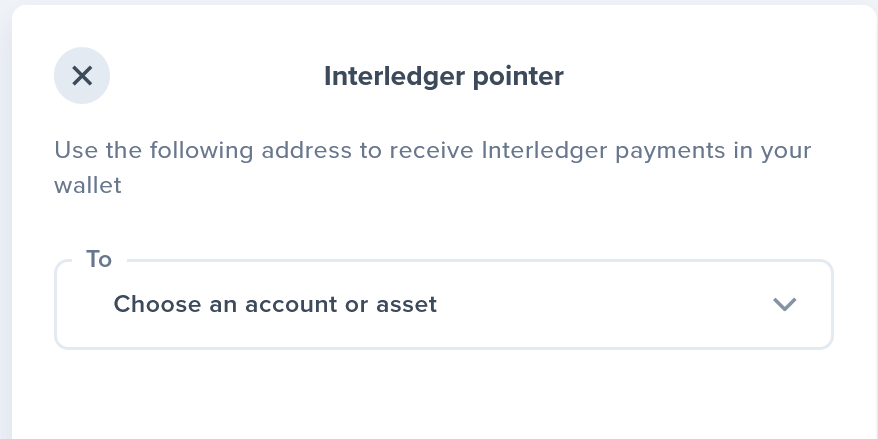 Interledger pointer
Use the following address to receive Interledger payments in your
wallet
To
Choose an account or asset